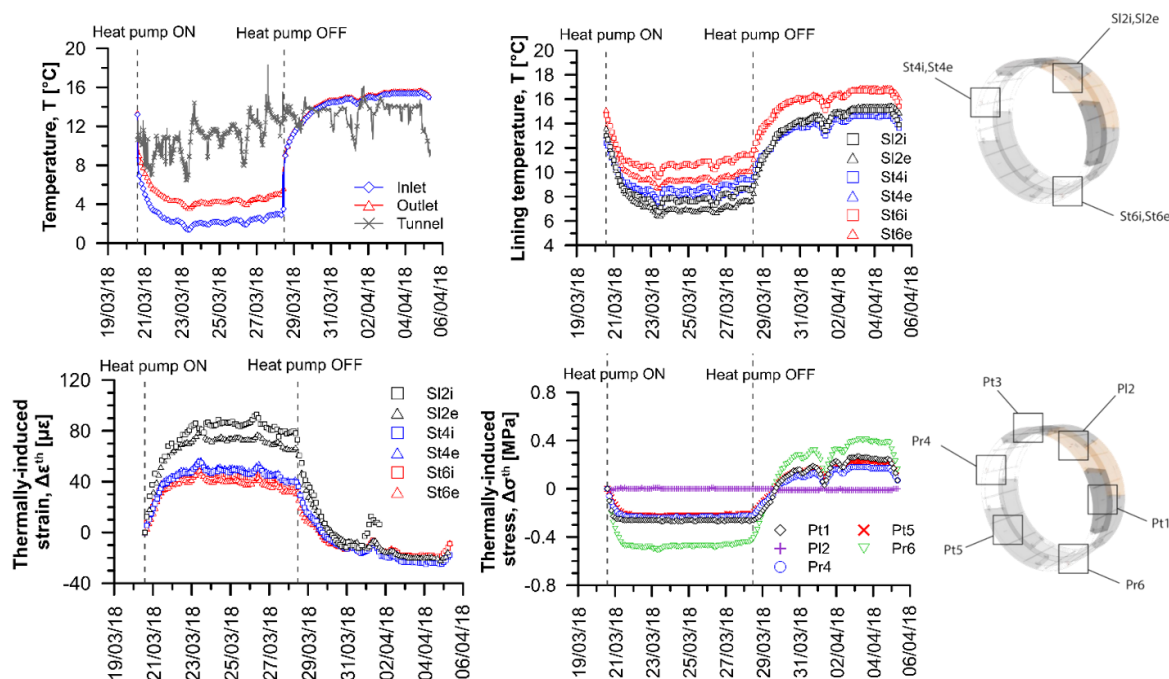 Heat pump ON
Heat pump OFF
Temperature, T [°C]
20
16
12
8
4
0
Inlet
Outlet
Tunnel
19/03/18
21/03/18
23/03/18
25/03/18
27/03/18
29/03/18
31/03/18
02/04/18
04/04/18
06/04/18
Heat pump ON
Heat pump OFF
Lining temperature, T [°C]
20
18
16
14
12
10
8
6
4
Sl2i
Sl2e
St4i
St4e
St6i
St6e
19/03/18
21/03/18
23/03/18
25/03/18
27/03/18
29/03/18
31/03/18
02/04/18
04/04/18
06/04/18
Sl2i,Sl2e
St4i,St4e
St6i,St6e
Heat pump ON
Heat pump OFF
Thermally-induced
strain, Δεᵗʰ [με]
120
80
40
0
-40
Sl2i
Sl2e
St4i
St4e
St6i
St6e
19/03/18
21/03/18
23/03/18
25/03/18
27/03/18
29/03/18
31/03/18
02/04/18
04/04/18
06/04/18
Heat pump ON
Heat pump OFF
Thermally-induced
stress, Δσᵗʰ [MPa]
0.8
0.4
0
-0.4
-0.8
Pt1
Pl2
Pr4
Pt5
Pr6
19/03/18
21/03/18
23/03/18
25/03/18
27/03/18
29/03/18
31/03/18
02/04/18
04/04/18
06/04/18
Pt3
Pl2
Pr4
Pt1
Pt5
Pr6